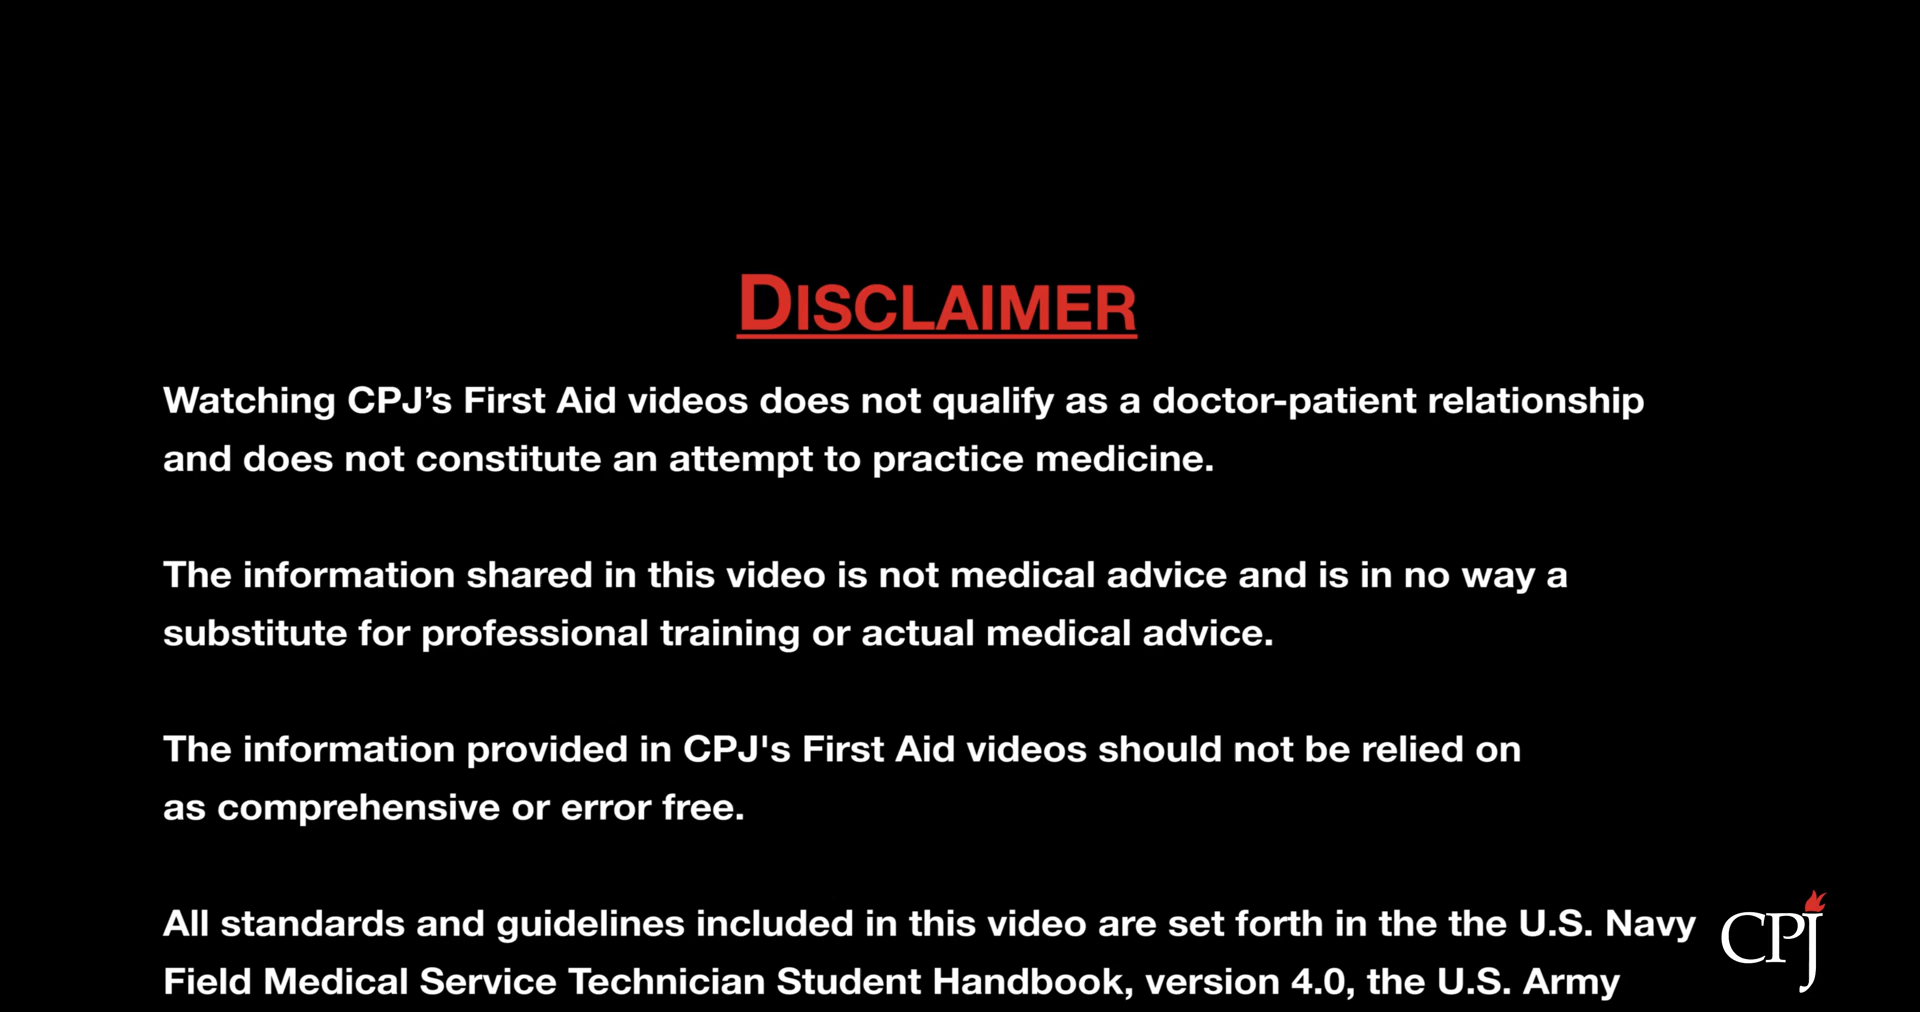 DISCLAIMER
Watching CPJ’s First Aid videos does not qualify as a doctor-patient relationship
and does not constitute an attempt to practice medicine.
The information shared in this video is not medical advice and is in no way a
substitute for professional training or actual medical advice.
The information provided in CPJ's First Aid videos should not be relied on
as comprehensive or error free.
All standards and guidelines included in this video are set forth in the the U.S. Navy
Field Medical Service Technician Student Handbook, version 4.0, the U.S. Army
CPJ